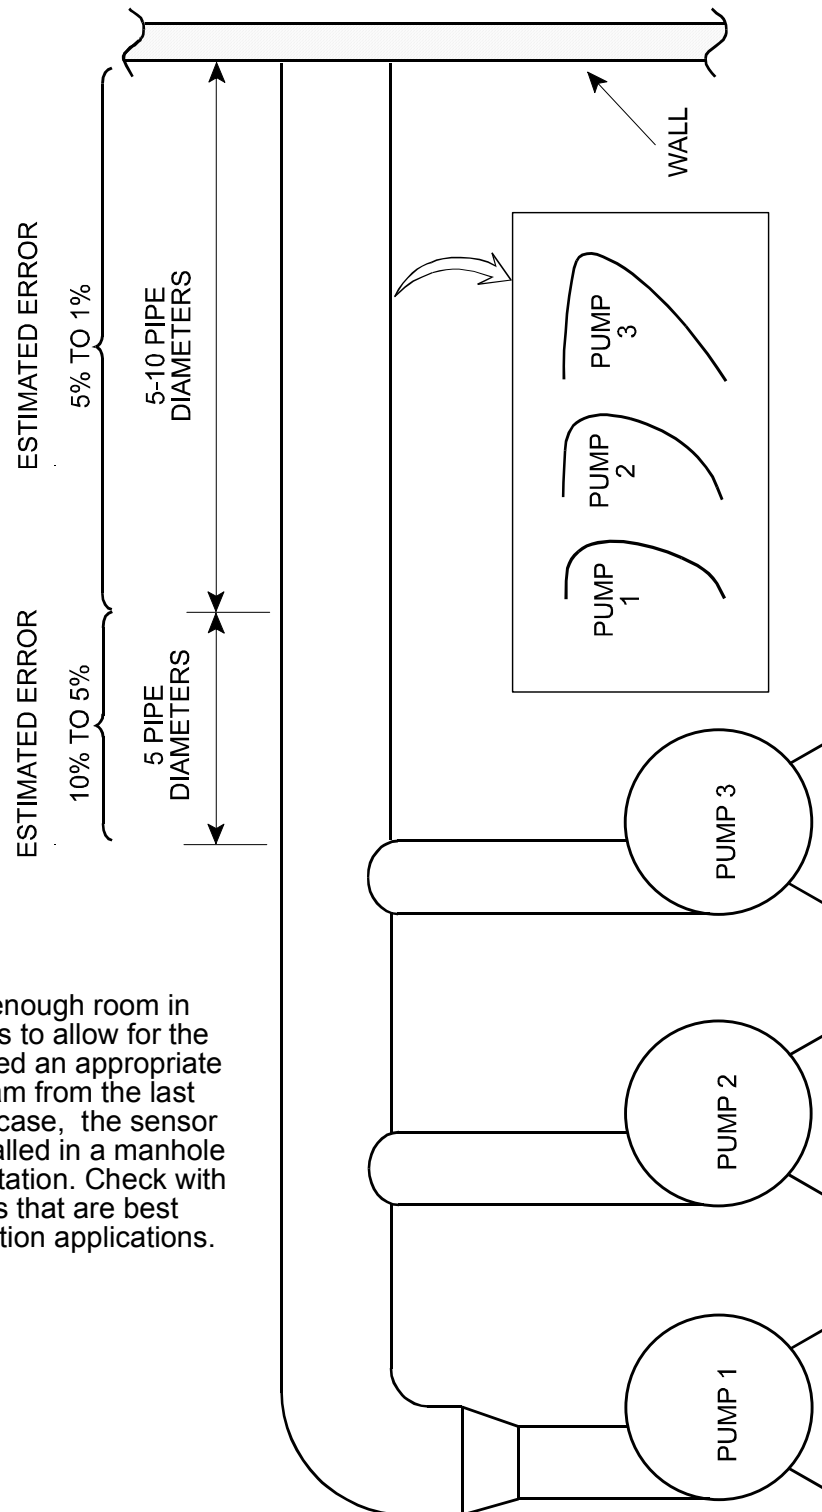 WALL
ESTIMATED ERROR
5% TO 1%
5-10 PIPE
DIAMETERS
PUMP
3
PUMP
2
PUMP
1
ESTIMATED ERROR
10% TO 5%
5 PIPE
DIAMETERS
PUMP 3
enough room in
s to allow for the
ed an appropriate
am from the last
case, the sensor
alled in a manhole
tation. Check with
s that are best
tion applications.
PUMP 2
PUMP 1